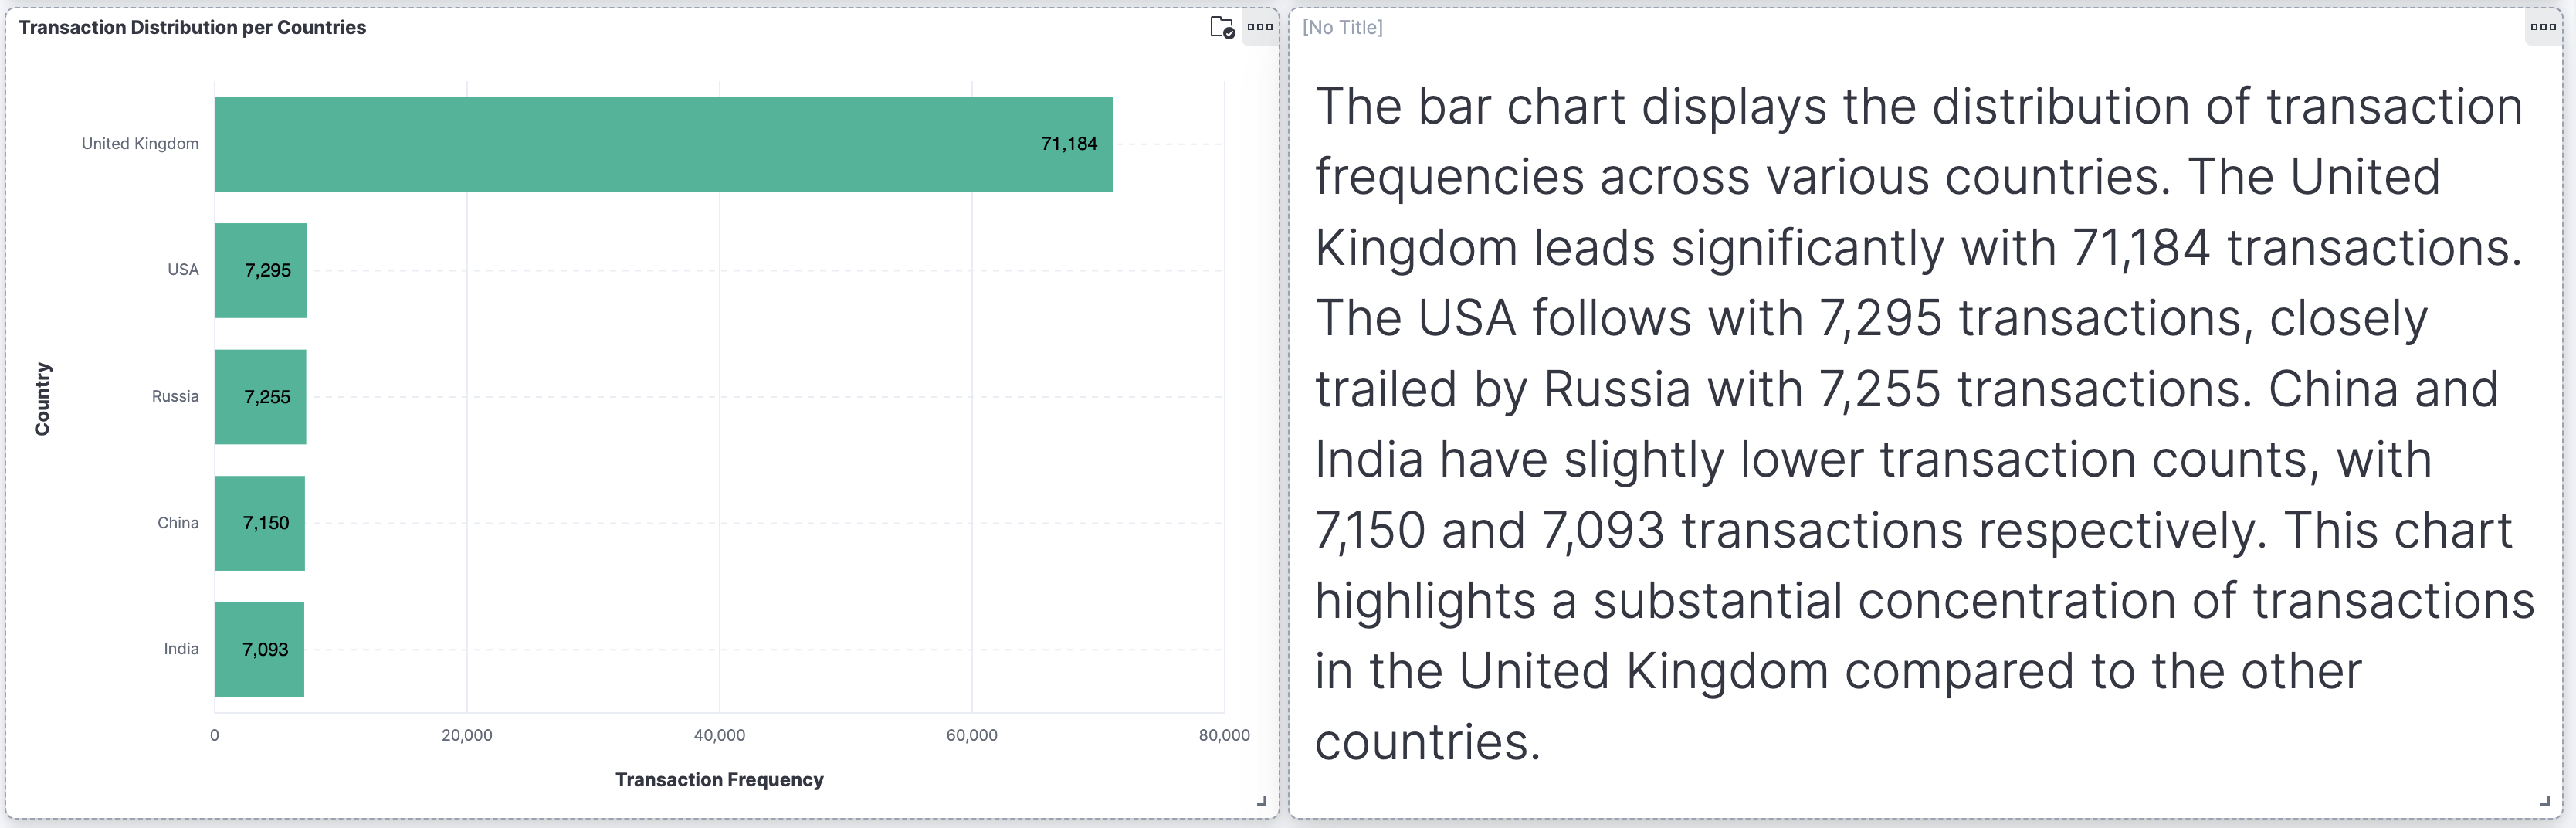 Transaction Distribution per Countries
Country
United Kingdom
71,184
USA
7,295
Russia
7,255
China
7,150
India
7,093
0 20,000 40,000 60,000 80,000
Transaction Frequency
[No Title]
The bar chart displays the distribution of transaction
frequencies across various countries. The United
Kingdom leads significantly with 71,184 transactions.
The USA follows with 7,295 transactions, closely
trailed by Russia with 7,255 transactions. China and
India have slightly lower transaction counts, with
7,150 and 7,093 transactions respectively. This chart
highlights a substantial concentration of transactions
in the United Kingdom compared to the other
countries.